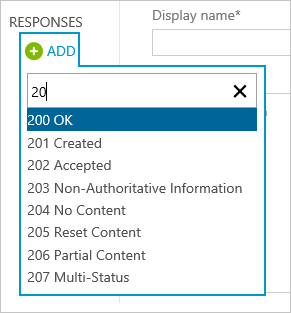 RESPONSES
Display name*
ADD
20
200 OK
201 Created
202 Accepted
203 Non-Authoritative Information
204 No Content
205 Reset Content
206 Partial Content
207 Multi-Status